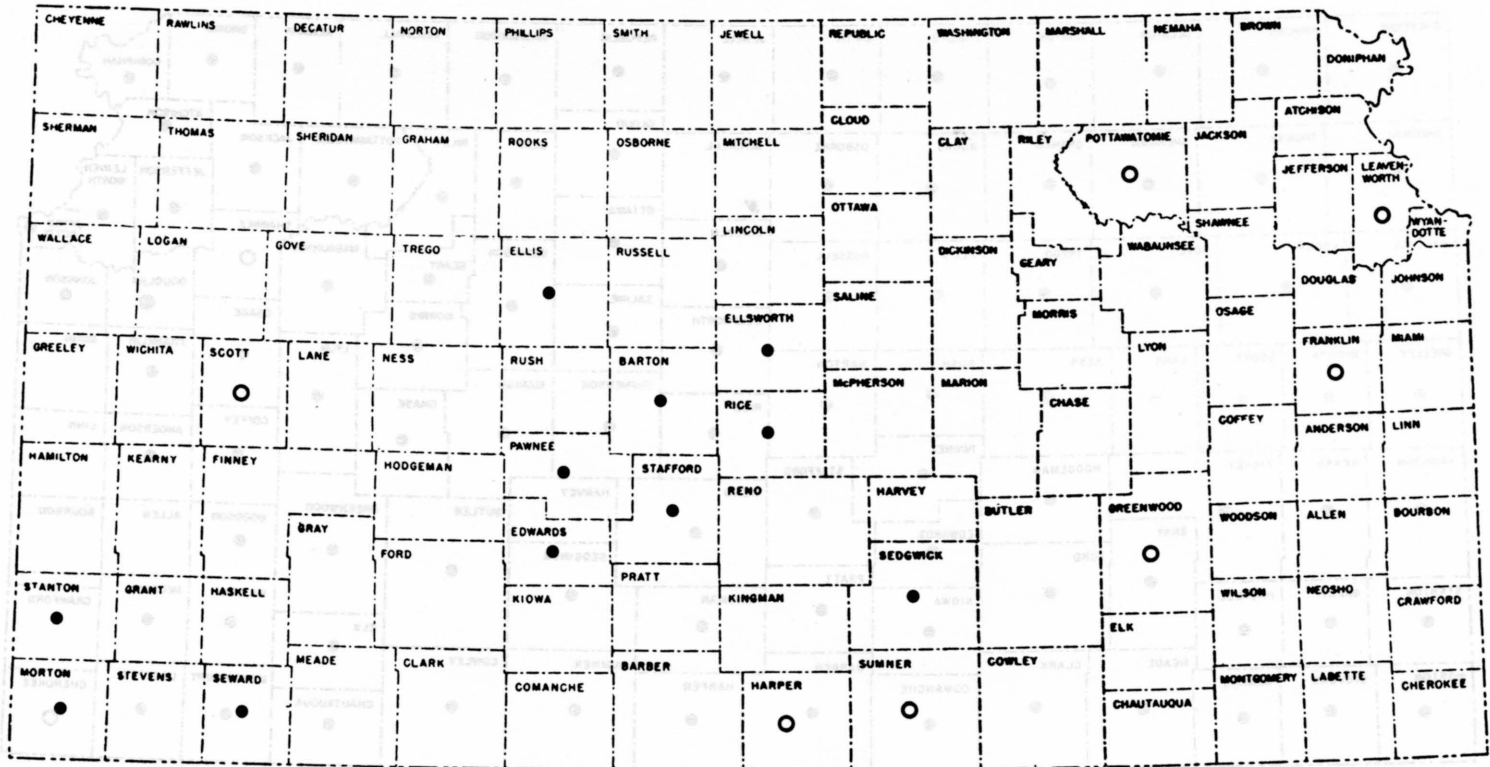 CHEYENNE
RAWLINS
DECATUR
NORTON
PHILLIPS
SMITH
JEWELL
REPUBLIC
WASHINGTON
MARSHALL
NEMAHA
BROWN
DONIPHAN
SHERMAN
THOMAS
SHERIDAN
GRAHAM
ROOKS
OSBORNE
MITCHELL
CLOUD
CLAY
RILEY
POTTAWATOMIE
JACKSON
ATCHISON
JEFFERSON
LEAVEN-
WORTH
WYAN-
DOTTE
WALLACE
LOGAN
GOVE
TREGO
ELLIS
RUSSELL
LINCOLN
OTTAWA
DICKINSON
GEARY
WABAUNSEE
SHAWNEE
DOUGLAS
JOHNSON
ELLSWORTH
SALINE
MORRIS
LYON
OSAGE
FRANKLIN
MIAMI
GREELEY
WICHITA
SCOTT
LANE
NESS
RUSH
BARTON
RICE
McPHERSON
MARION
CHASE
COFFEY
ANDERSON
LINN
HAMILTON
KEARNY
FINNEY
HODGEMAN
PAWNEE
STAFFORD
RENO
HARVEY
BUTLER
GREENWOOD
WOODSON
ALLEN
BOURBON
GRAY
FORD
EDWARDS
PRATT
SEDGWICK
STANTON
GRANT
HASKELL
KIOWA
KINGMAN
ELK
WILSON
NEOSHO
CRAWFORD
MORTON
STEVENS
SEWARD
MEADE
CLARK
COMANCHE
BARBER
HARPER
SUMNER
COWLEY
CHAUTAUQUA
MONTGOMERY
LABETTE
CHEROKEE